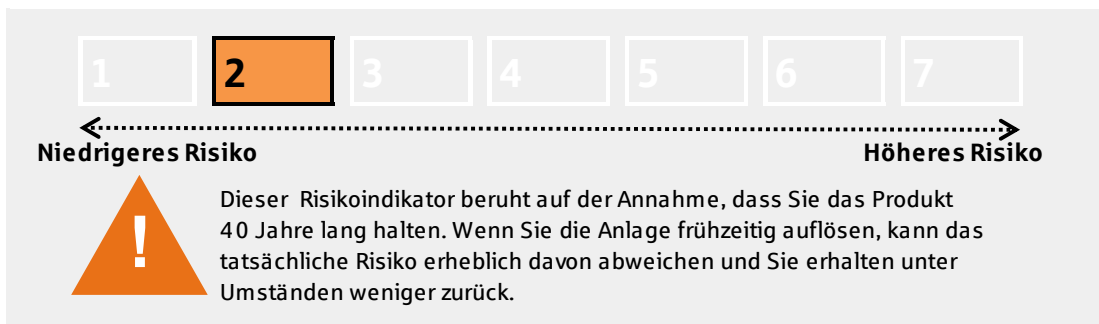 1 2 3 4 5 6 7
Niedrigeres Risiko Höheres Risiko
!
Dieser Risikoindikator beruht auf der Annahme, dass Sie das Produkt
40 Jahre lang halten. Wenn Sie die Anlage frühzeitig auflösen, kann das
tatsächliche Risiko erheblich davon abweichen und Sie erhalten unter
Umständen weniger zurück.